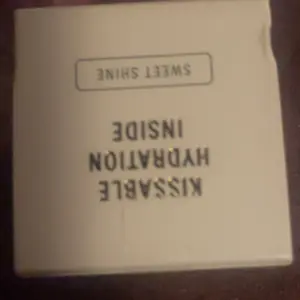 KISSABLE
HYDRATION
INSIDE
SWEET SHINE